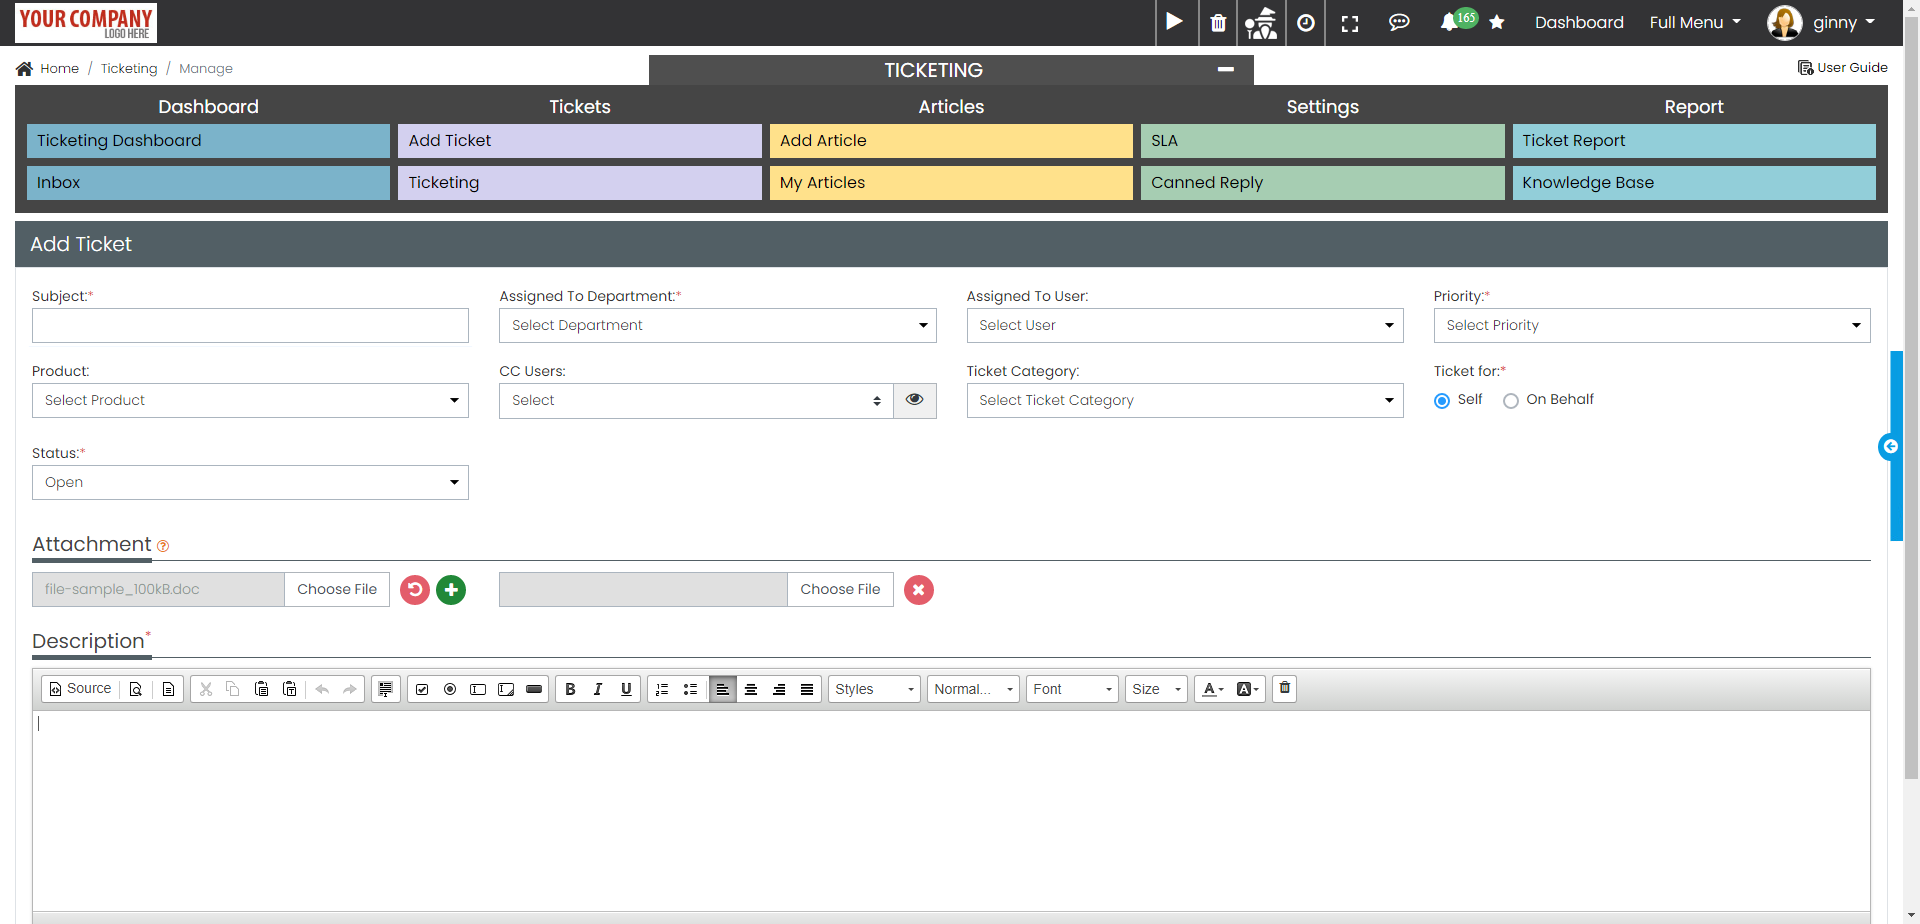 YOUR COMPANY
LOGO HERE
165
Dashboard
Full Menu
ginny
Home / Ticketing / Manage
TICKETING
User Guide
Dashboard
Tickets
Articles
Settings
Report
Ticketing Dashboard
Add Ticket
Add Article
SLA
Ticket Report
Inbox
Ticketing
My Articles
Canned Reply
Knowledge Base
Add Ticket
Subject:*
Assigned To Department:*
Assigned To User:
Priority:*
Select Department
Select User
Select Priority
Product:
CC Users:
Ticket Category:
Ticket for:*
Select Product
Select
Select Ticket Category
Self
On Behalf
Status:*
Open
Attachment
file-sample_100kB.doc
Choose File
Choose File
Description*
Source
B I U
Styles
Normal...
Font
Size
A
A